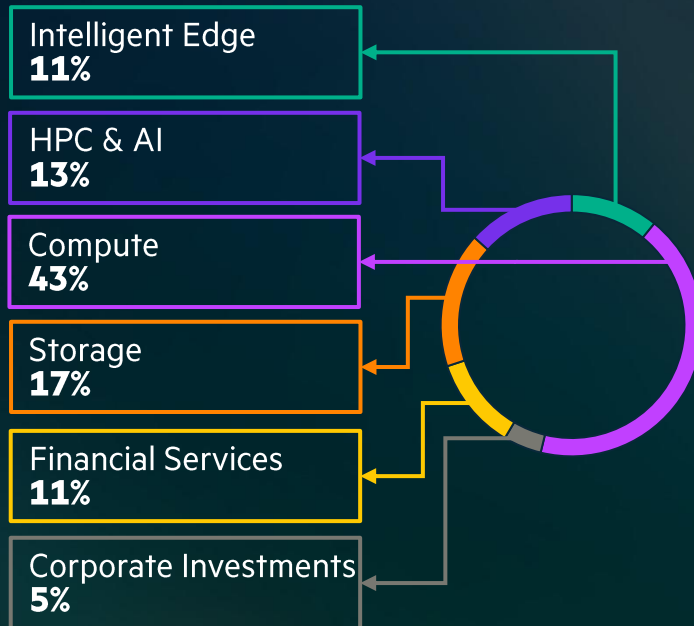 Intelligent Edge
11%
HPC & AI
13%
Compute
43%
Storage
17%
Financial Services
11%
Corporate Investments
5%